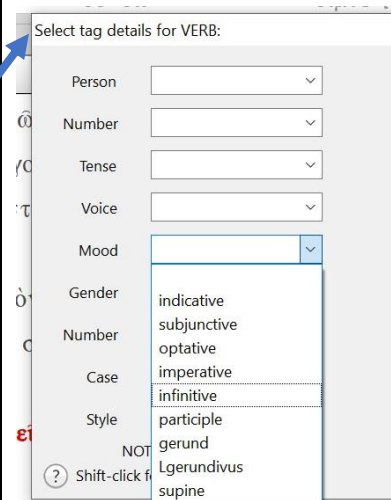 Select tag details for VERB:
Person
Number
Tense
Voice
Mood
Gender
Number
Case
Style
indicative
subjunctive
optative
imperative
infinitive
participle
gerund
Lgerundivus
supine
NOT
? Shift-click f